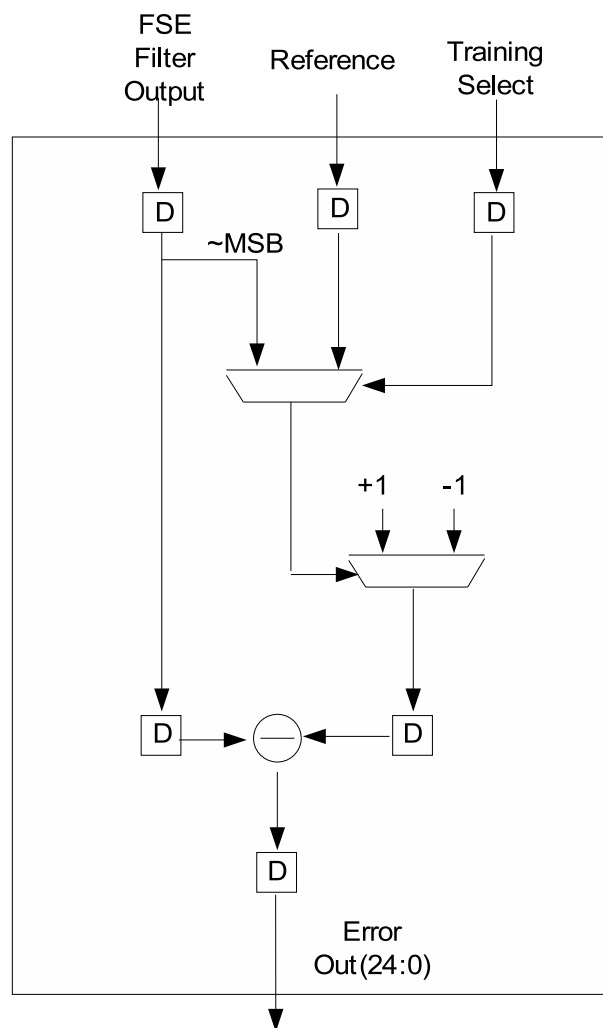 FSE
Filter
Output
Reference
Training
Select
D
D
D
~MSB
+1
-1
D
D
D
Error
Out(24:0)